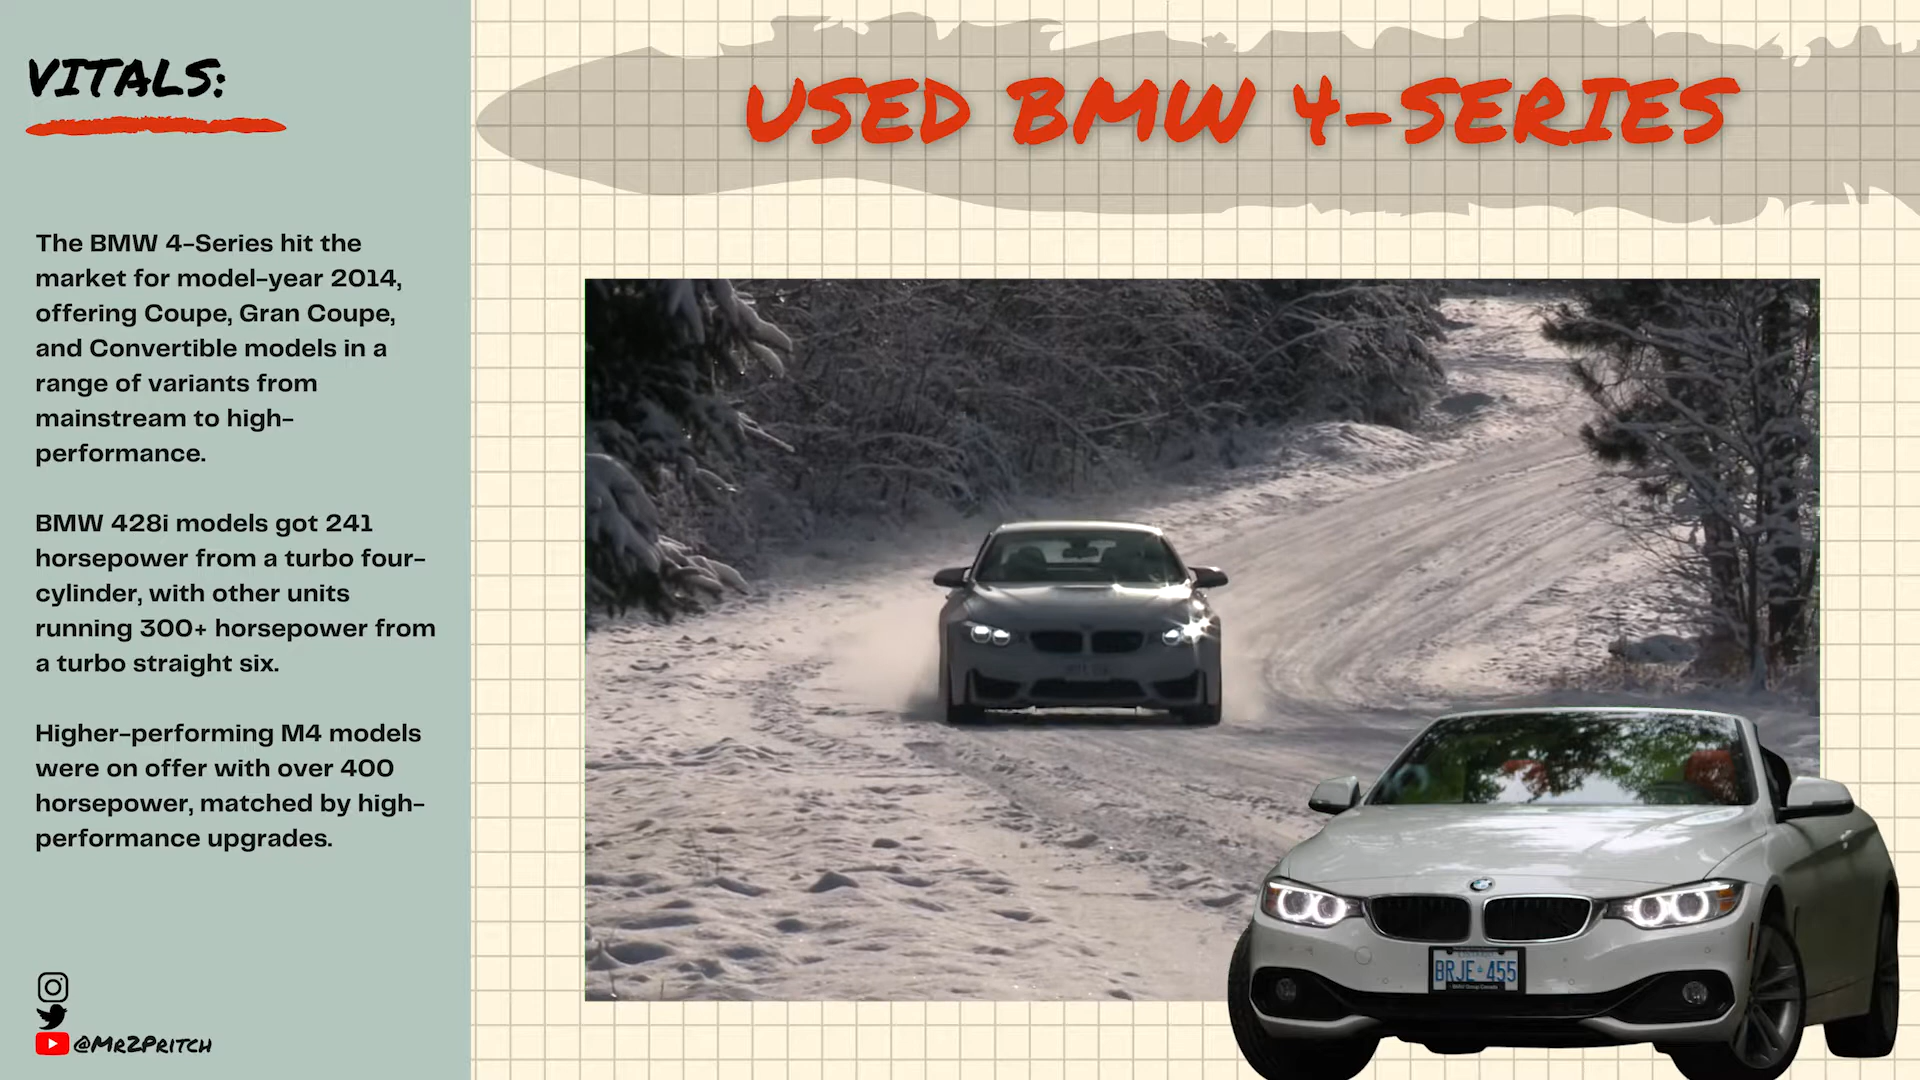 VITALS:
USED BMW 4-SERIES
The BMW 4-Series hit the
market for model-year 2014,
offering Coupe, Gran Coupe,
and Convertible models in a
range of variants from
mainstream to high-
performance.
BMW 428i models got 241
horsepower from a turbo four-
cylinder, with other units
running 300+ horsepower from
a turbo straight six.
Higher-performing M4 models
were on offer with over 400
horsepower, matched by high-
performance upgrades.
@MR2PRITCH
BRJE 455
BMW Group Canada